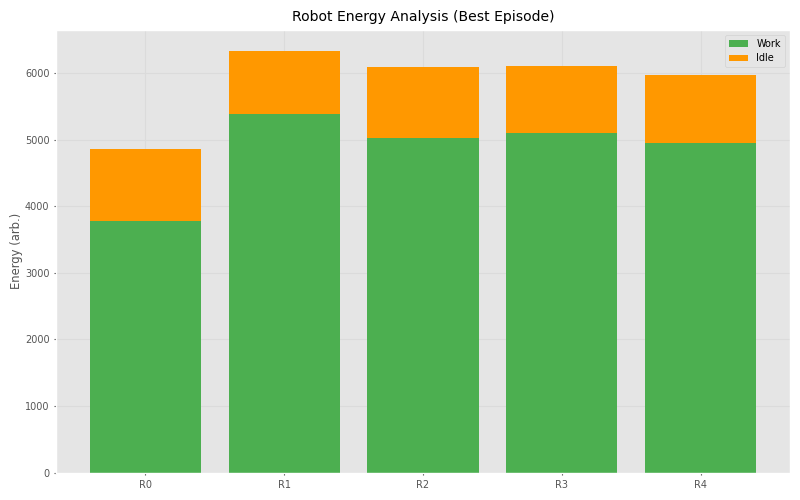 Robot Energy Analysis (Best Episode)
Work
Idle
Energy (arb.)
6000
5000
4000
3000
2000
1000
0
R0 R1 R2 R3 R4